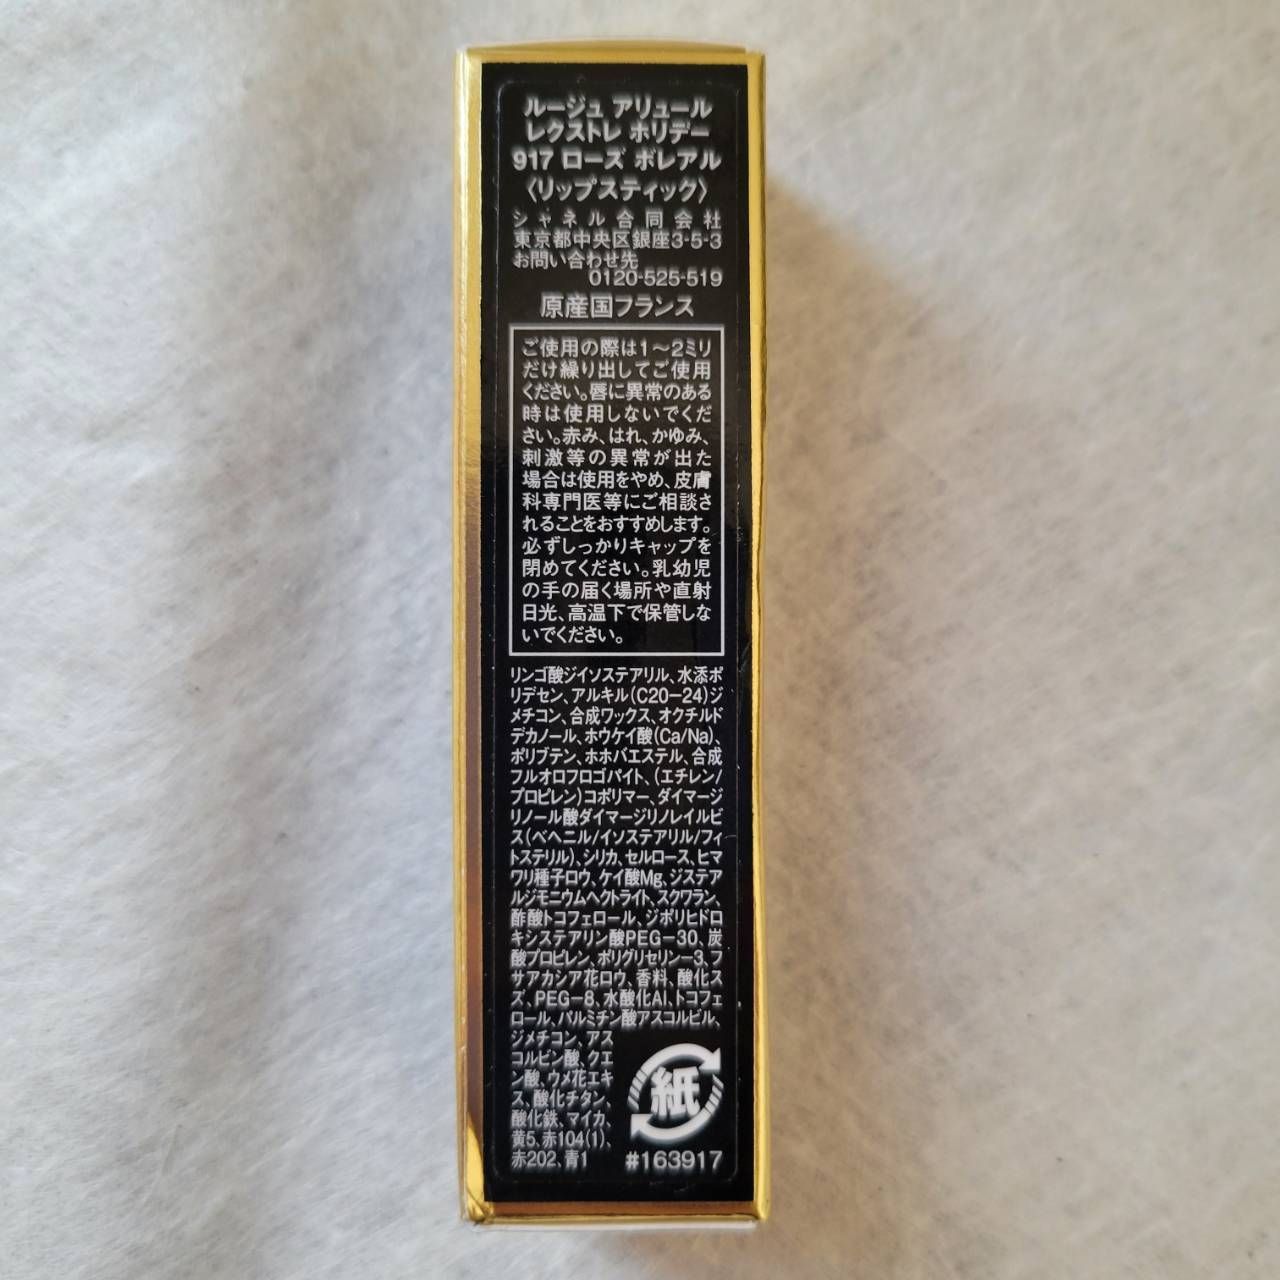 ルージュ アリュール
レクストレ ホリデー
917 ローズ ボレアル
〈リップスティック〉
シャネル合同会社
東京都中央区銀座3-5-3
お問い合わせ先
0120-525-519
原産国フランス
ご使用の際は1〜2ミリ
だけ繰り出してご使用
ください。唇に異常のある
時は使用しないでくだ
さい。赤み、はれ、かゆみ、
刺激等の異常が出た
場合は使用をやめ、皮膚
科専門医等にご相談さ
れることをおすすめします。
必ずしっかりキャップを
閉めてください。乳幼児
の手の届く場所や直射
日光、高温下で保管しな
いでください。
リンゴ酸ジイソステアリル、水添ポ
リデセン、アルキル(C20-24)ジ
メチコン、合成ワックス、オクチルド
デカノール、ホウケイ酸(Ca/Na)、
ポリブテン、ホホバエステル、合成
フルオロフロゴパイト、(エチレン/
プロピレン)コポリマー、ダイマージ
リノール酸ダイマージリノレイルビ
ス(ベヘニル/イソステアリル/フィ
トステリル)、シリカ、セルロース、ヒマ
ワリ種子ロウ、ケイ酸Mg、ジステア
ルジモニウムヘクトライト、スクワラン、
酢酸トコフェロール、ジポリヒドロ
キシステアリン酸PEG-30、炭
酸プロピレン、ポリグリセリン-3、フ
サアカシア花ロウ、香料、酸化ス
ズ、PEG-8、水酸化Al、トコフェ
ロール、パルミチン酸アスコルビル、
ジメチコン、アス
コルビン酸、クエ
ン酸、ウメ花エキ
ス、酸化チタン、
酸化鉄、マイカ、
黄5、赤104(1)、
赤202、青1
紙
#163917